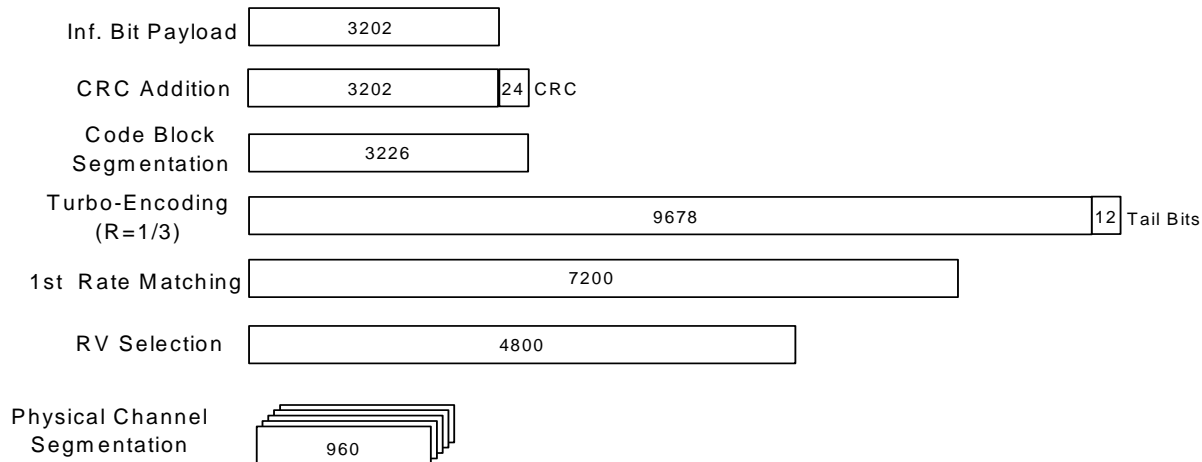 Inf. Bit Payload 3202
CRC Addition 3202 24 CRC
Code Block
Segmentation 3226
Turbo-Encoding
(R=1/3) 9678 12 Tail Bits
1st Rate Matching 7200
RV Selection 4800
Physical Channel
Segmentation 960